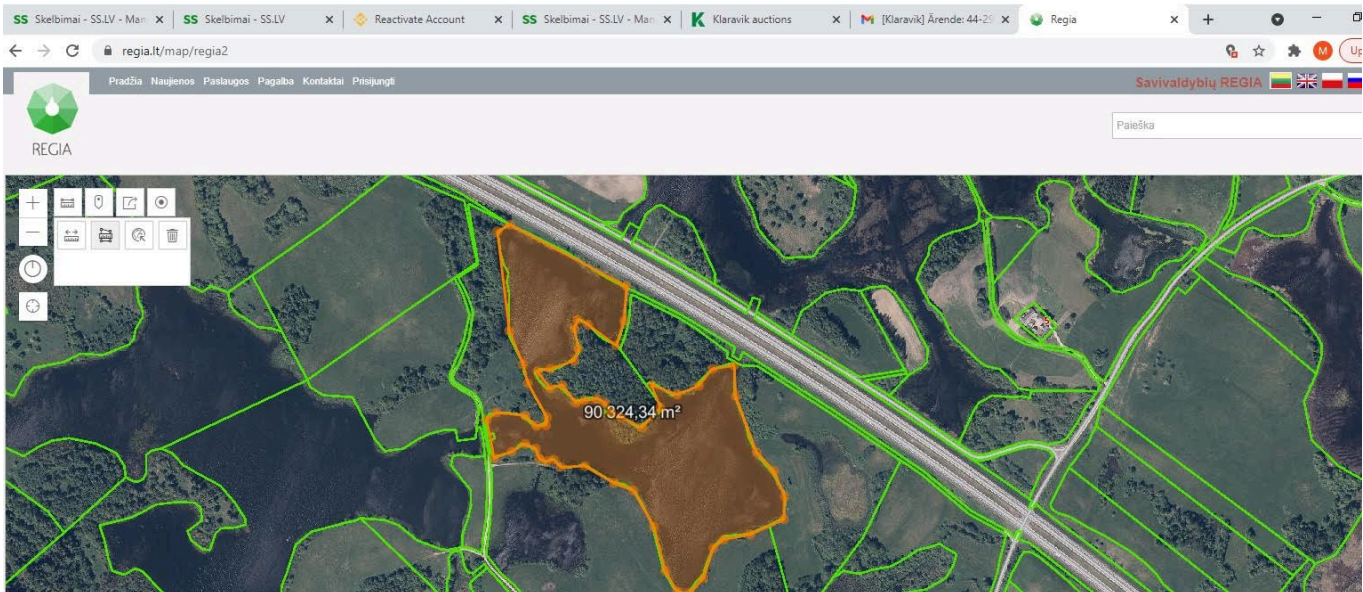 SS Skelbimai - SS.LV - Man
SS Skelbimai - SS.LV
Reactivate Account
SS Skelbimai - SS.LV - Man
K Klaravik auctions
[Klaravik] Ärende: 44-29
Regia
regia.lt/map/regia2
M
Up
Pradžia Naujienos Paslaugos Pagalba Kontaktai Prisijungti
Savivaldybių REGIA
REGIA
Paieška
90 324,34 m²